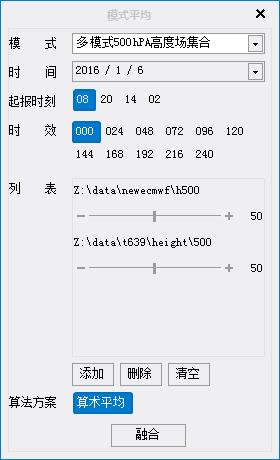 模式平均
模 式 多模式500hPA高度场集合
时 间 2016 / 1 / 6
起报时刻 08 20 14 02
时 效 000 024 048 072 096 120
144 168 192 216 240
列 表 Z:\data\newecmwf\h500
50
Z:\data\t639\height\500
50
添加 删除 清空
算法方案 算术平均
融合